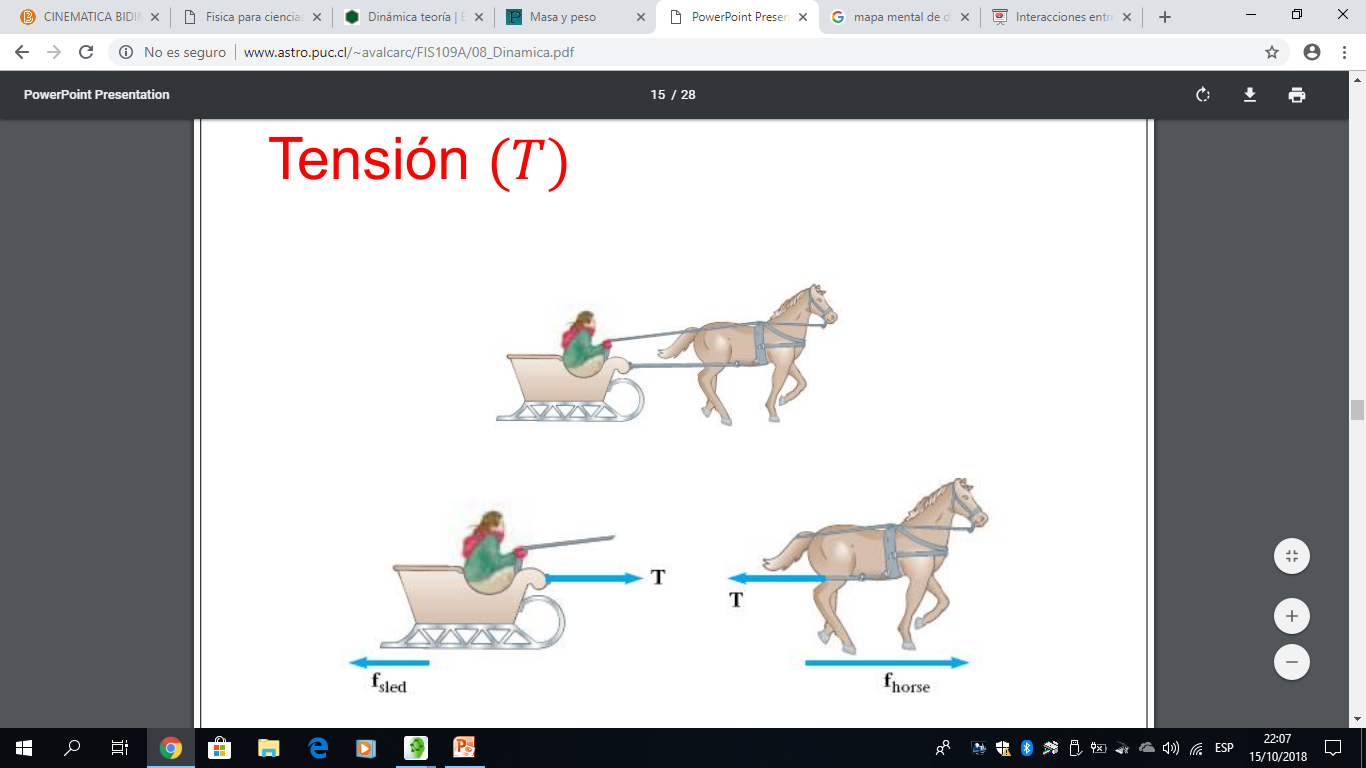 CINEMATICA BIDI
Fisica para ciencia
Dinámica teoría | E
Masa y peso
PowerPoint Presen
mapa mental de d
Interacciones entr
No es seguro | www.astro.puc.cl/~avalcarc/FIS109A/08_Dinamica.pdf
PowerPoint Presentation
15 / 28
Tensión (T)
T
T
fsled
fhorse
ESP
22:07
15/10/2018